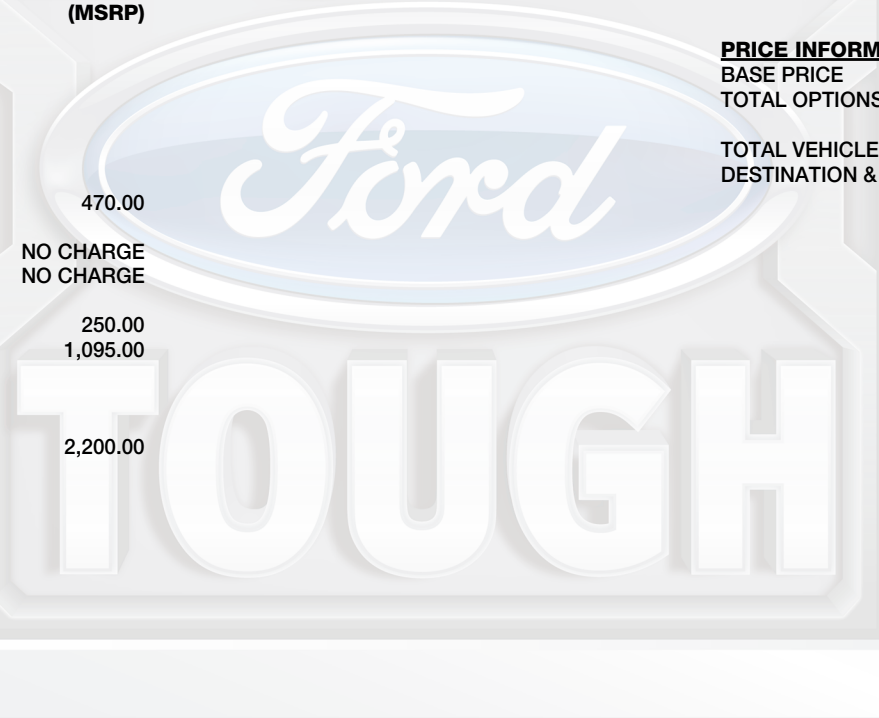 (MSRP)
470.00
NO CHARGE
NO CHARGE
250.00
1,095.00
2,200.00
PRICE INFORM
BASE PRICE
TOTAL OPTIONS
TOTAL VEHICLE
DESTINATION &
Ford
TOUGH